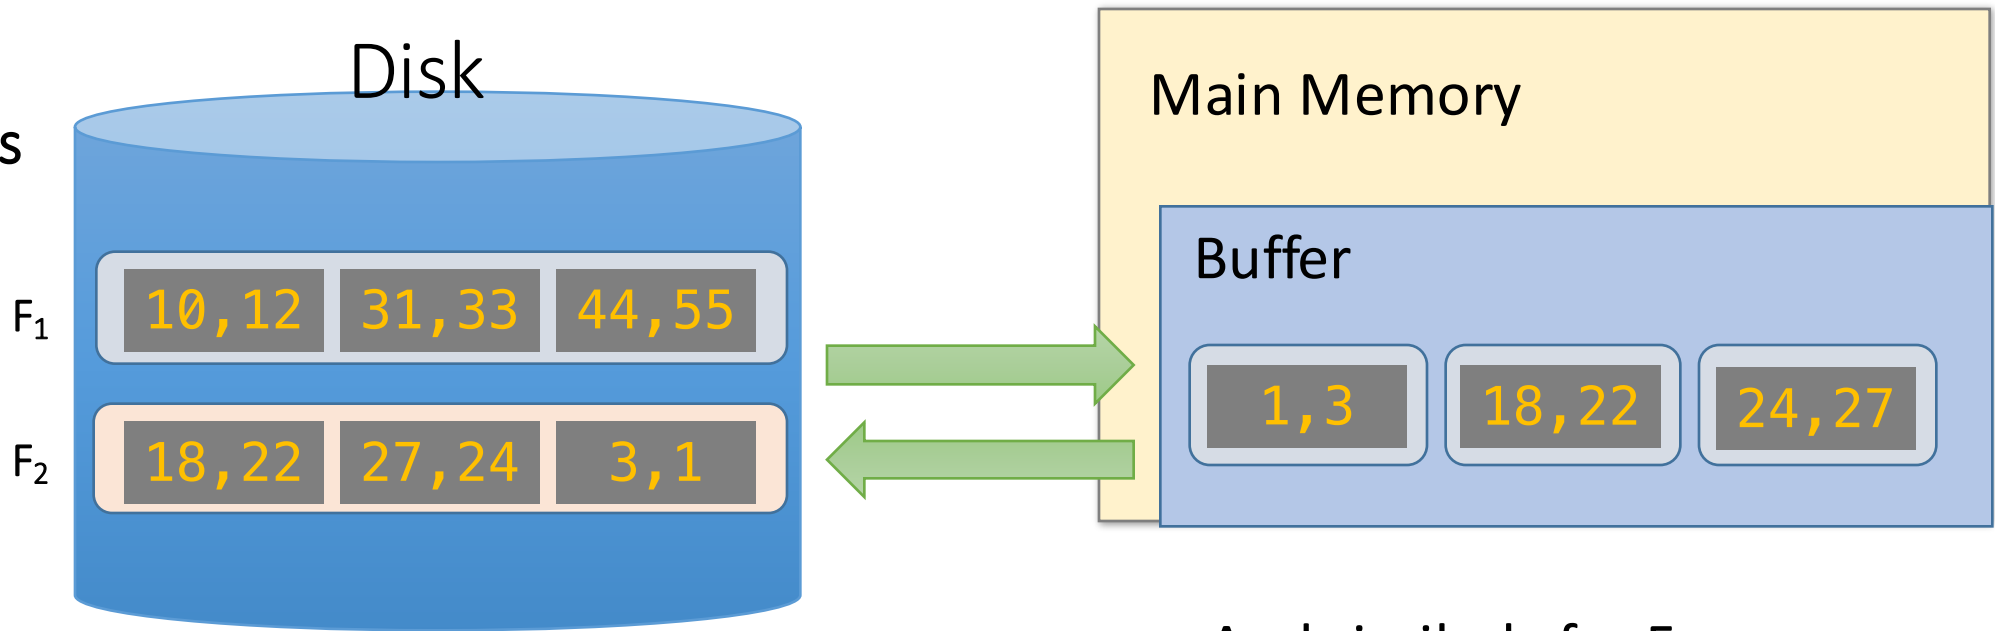 Disk
s
F1
10,12 31,33 44,55
F2
18,22 27,24 3,1
Main Memory
Buffer
1,3 18,22 24,27